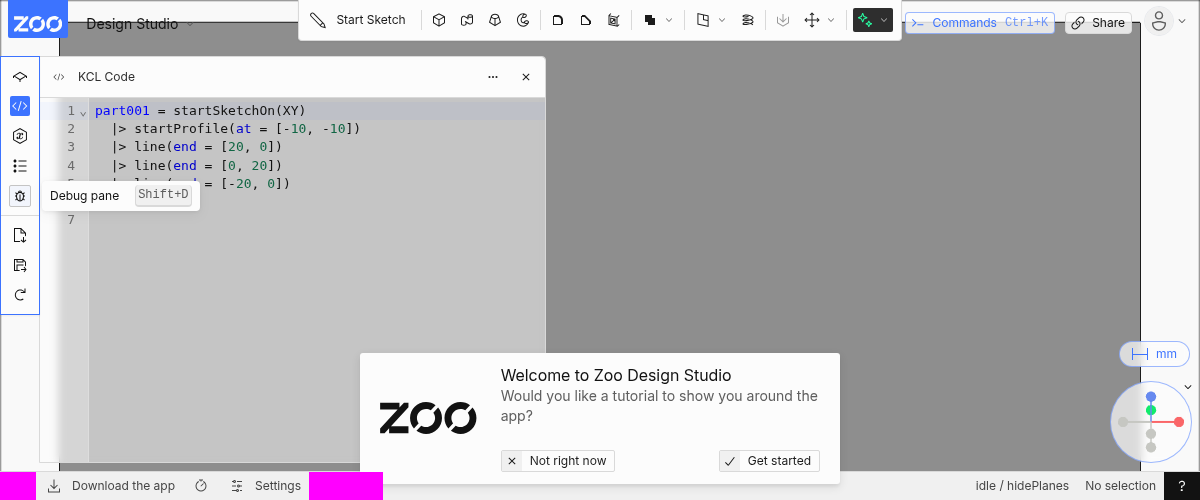 ZOO
Design Studio
Start Sketch
Commands Ctrl+K
Share
KCL Code
1 part001 = startSketchOn(XY)
2 |> startProfile(at = [-10, -10])
3 |> line(end = [20, 0])
4 |> line(end = [0, 20])
= [-20, 0])
Debug pane Shift+D
7
mm
ZOO
Welcome to Zoo Design Studio
Would you like a tutorial to show you around the
app?
Not right now
Get started
Download the app
Settings
idle / hidePlanes
No selection
?